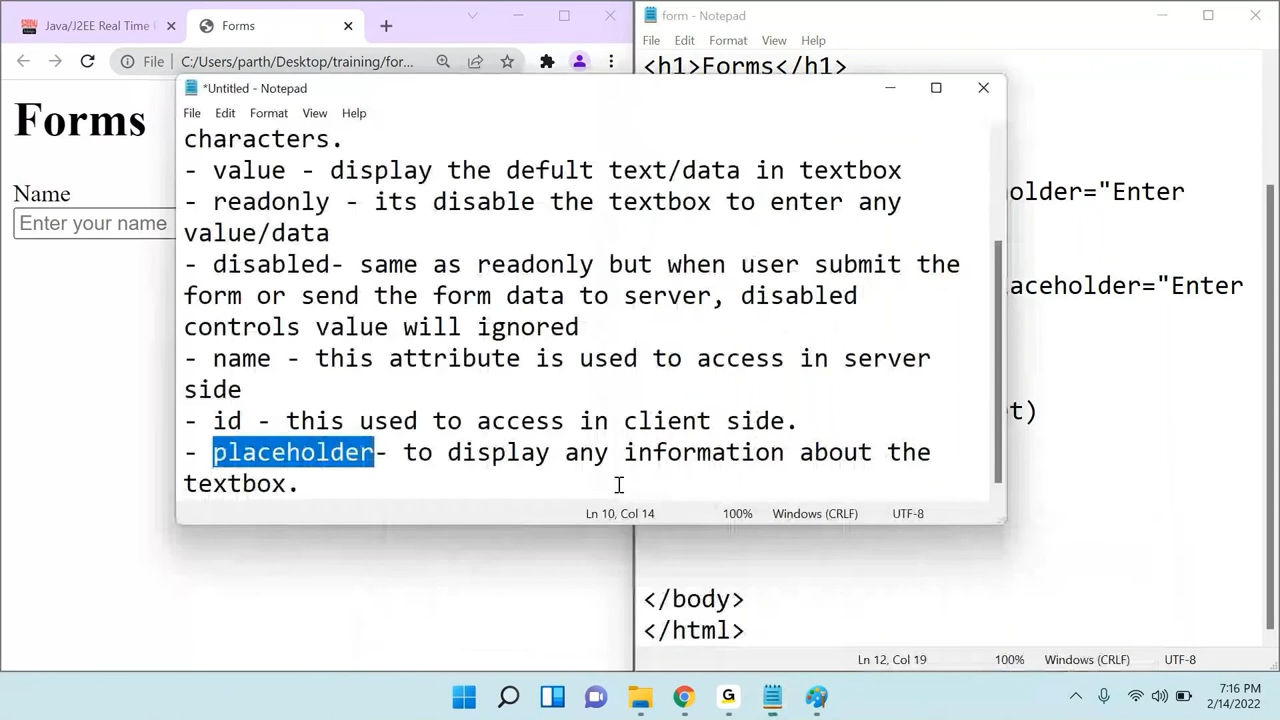 Java/J2EE Real Time
Forms
File
C:/Users/parth/Desktop/training/for...
Forms
Name
Enter your name
form - Notepad
File Edit Format View Help
<h1>Forms</h1>
holder="Enter
laceholder="Enter
t)
</body>
</html>
Ln 12, Col 19 100% Windows (CRLF) UTF-8
*Untitled - Notepad
File Edit Format View Help
characters.
- value - display the defult text/data in textbox
- readonly - its disable the textbox to enter any
value/data
- disabled- same as readonly but when user submit the
form or send the form data to server, disabled
controls value will ignored
- name - this attribute is used to access in server
side
- id - this used to access in client side.
- placeholder- to display any information about the
textbox.
Ln 10, Col 14 100% Windows (CRLF) UTF-8
G
7:16 PM
2/14/2022